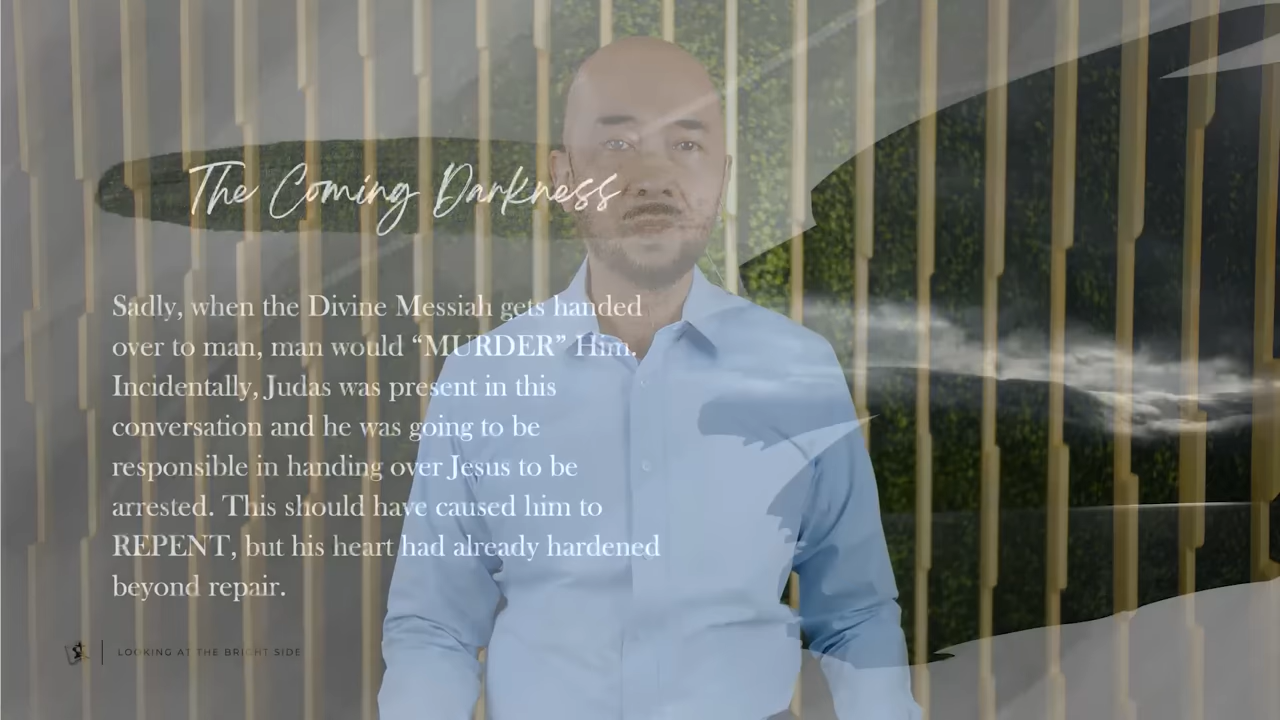 The Coming Darkness
Sadly, when the Divine Messiah gets handed
over to man, man would “MURDER” Him.
Incidentally, Judas was present in this
conversation and he was going to be
responsible in handing over Jesus to be
arrested. This should have caused him to
REPENT, but his heart had already hardened
beyond repair.
LOOKING AT THE BRIGHT SIDE